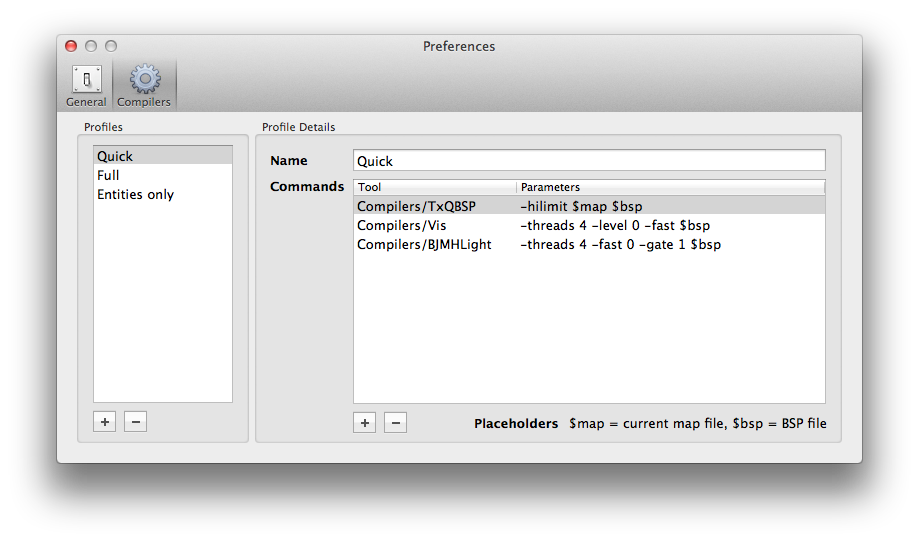 Preferences
General Compilers
Profiles
Quick
Full
Entities only
Profile Details
Name Quick
Commands
Tool Parameters
Compilers/TxQBSP -hilimit $map $bsp
Compilers/Vis -threads 4 -level 0 -fast $bsp
Compilers/BJMHLight -threads 4 -fast 0 -gate 1 $bsp
+ −
+ −
Placeholders $map = current map file, $bsp = BSP file